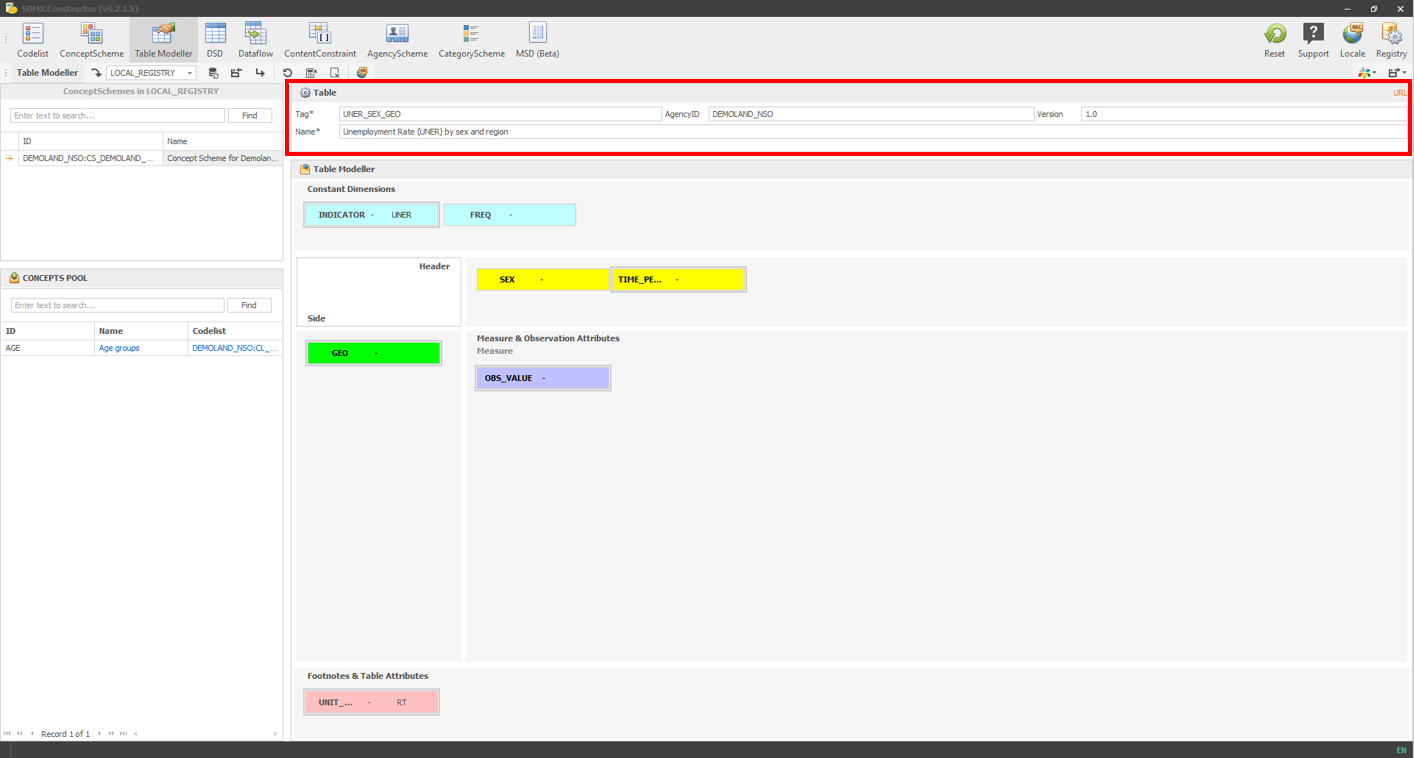 SDMX.Constructor (v6.2.1.5)
Codelist ConceptScheme Table Modeller DSD Dataflow ContentConstraint AgencyScheme CategoryScheme MSD (Beta) Reset Support Locale Registry
Table Modeller LOCAL_REGISTRY
ConceptSchemes in LOCAL_REGISTRY
Enter text to search... Find
ID Name
DEMOLAND_NSO:CS_DEMOLAND_... Concept Scheme for Demolan...
CONCEPTS POOL
Enter text to search... Find
ID Name Codelist
AGE Age groups DEMOLAND_NSO:CL_...
Record 1 of 1
Table URL
Tag* UNER_SEX_GEO AgencyID DEMOLAND_NSO Version 1.0
Name* Unemployment Rate (UNER) by sex and region
Table Modeller
Constant Dimensions
INDICATOR - UNER FREQ -
Header
Side
SEX - TIME_PE... -
GEO -
Measure & Observation Attributes
Measure
OBS_VALUE -
Footnotes & Table Attributes
UNIT_... - RT
EN